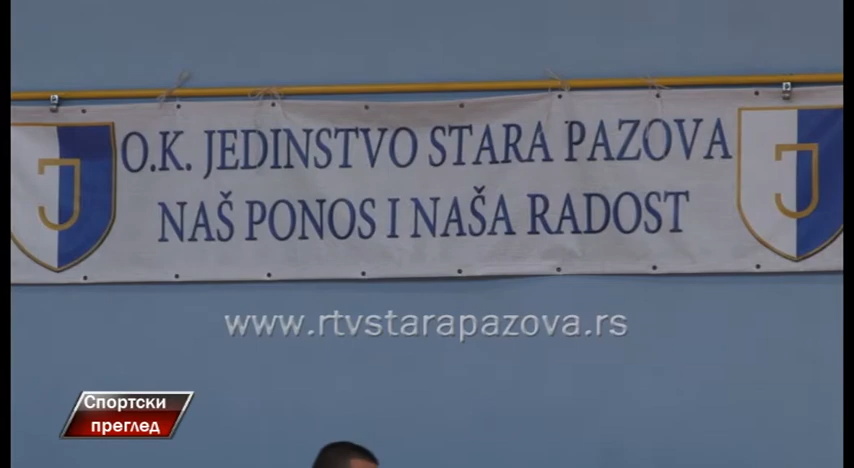 O.K. JEDINSTVO STARA PAZOVA
NAŠ PONOS I NAŠA RADOST
www.rtvstarapazova.rs
Спортски
преглед